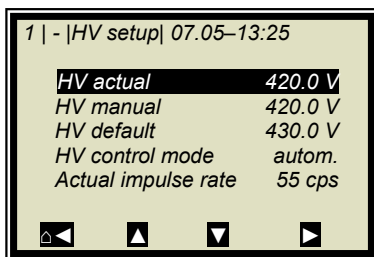 1 | - |HV setup| 07.05–13:25
HV actual 420.0 V
HV manual 420.0 V
HV default 430.0 V
HV control mode autom.
Actual impulse rate 55 cps